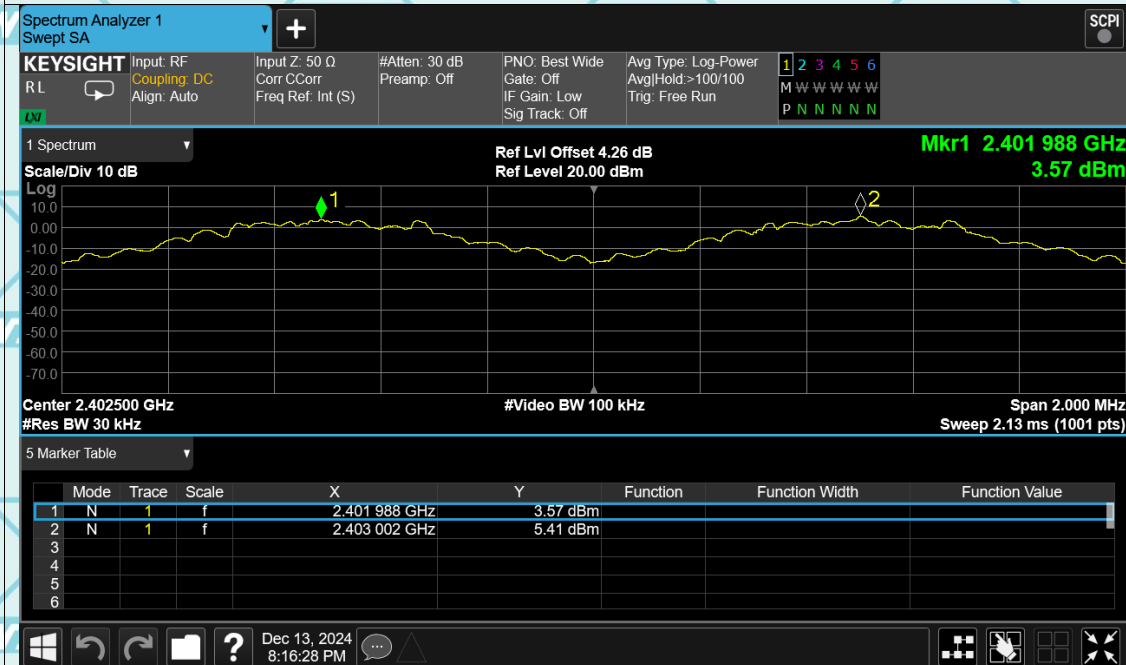 Spectrum Analyzer 1
Swept SA
+
SCPI
KEYSIGHT
R L
LXI
Input: RF
Coupling: DC
Align: Auto
Input Z: 50 Ω
Corr CCorr
Freq Ref: Int (S)
#Atten: 30 dB
Preamp: Off
PNO: Best Wide
Gate: Off
IF Gain: Low
Sig Track: Off
Avg Type: Log-Power
Avg|Hold:>100/100
Trig: Free Run
1 2 3 4 5 6
M W W W W W
P N N N N N
1 Spectrum
Scale/Div 10 dB
Ref Lvl Offset 4.26 dB
Ref Level 20.00 dBm
Mkr1 2.401 988 GHz
3.57 dBm
Log
10.0
0.00
-10.0
-20.0
-30.0
-40.0
-50.0
-60.0
-70.0
1
2
Center 2.402500 GHz
#Video BW 100 kHz
Span 2.000 MHz
#Res BW 30 kHz
Sweep 2.13 ms (1001 pts)
5 Marker Table
Mode Trace Scale X Y Function Function Width Function Value
1 N 1 f 2.401 988 GHz 3.57 dBm
2 N 1 f 2.403 002 GHz 5.41 dBm
3
4
5
6
?
Dec 13, 2024
8:16:28 PM